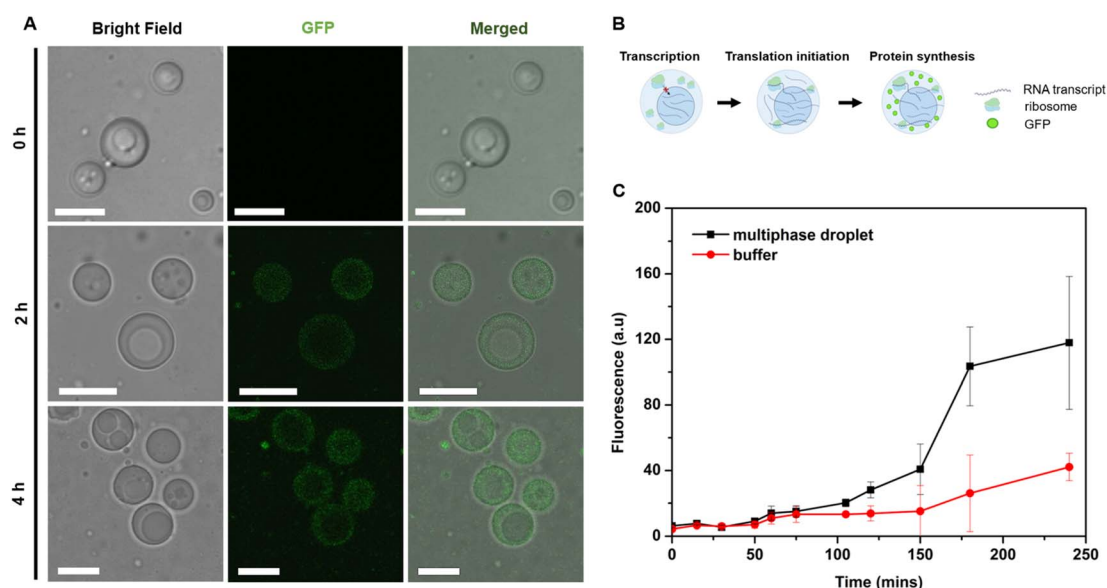 A
Bright Field
GFP
Merged
0 h
2 h
4 h
B
Transcription
Translation initiation
Protein synthesis
RNA transcript
ribosome
GFP
C
200
160
120
80
40
0
multiphase droplet
buffer
Fluorescence (a.u)
0
50
100
150
200
250
Time (mins)